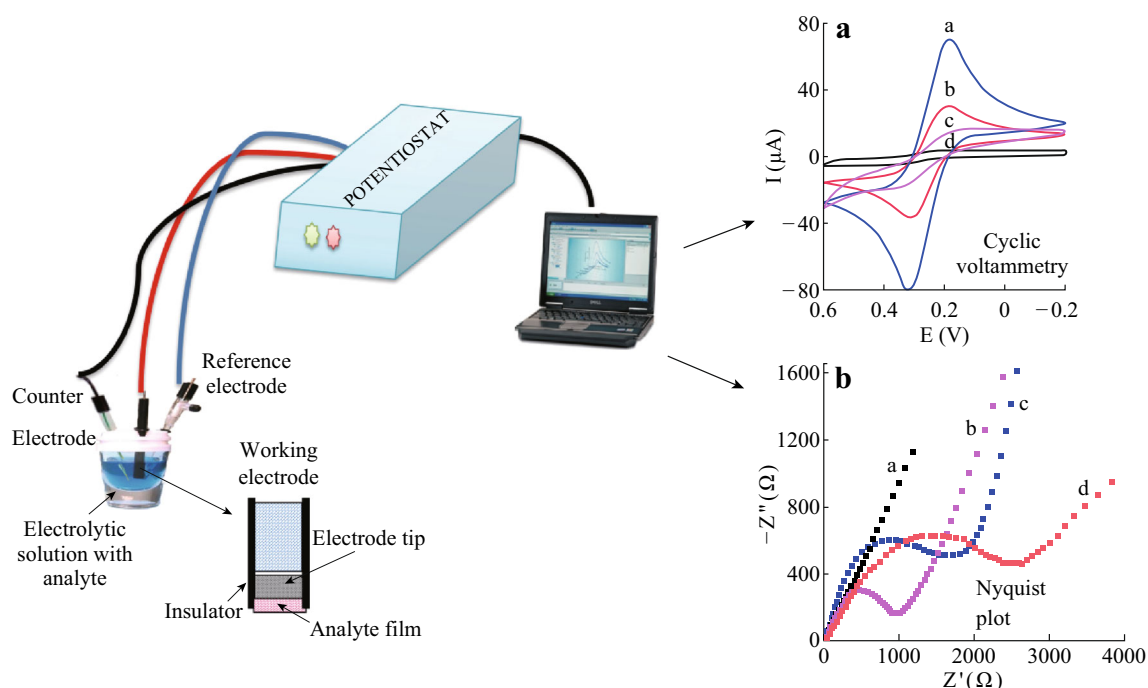 POTENTIOSTAT
Counter
Electrode
Reference
electrode
Electrolytic
solution with
analyte
Working
electrode
Electrode tip
Insulator
Analyte film
a
80
40
0
−40
−80
I (μA)
a
b
c
d
Cyclic
voltammetry
0.6
0.4
0.2
0
−0.2
E (V)
b
1600
1200
800
400
0
−Z″(Ω)
a
b
c
d
Nyquist
plot
0
1000
2000
3000
4000
Z′(Ω)